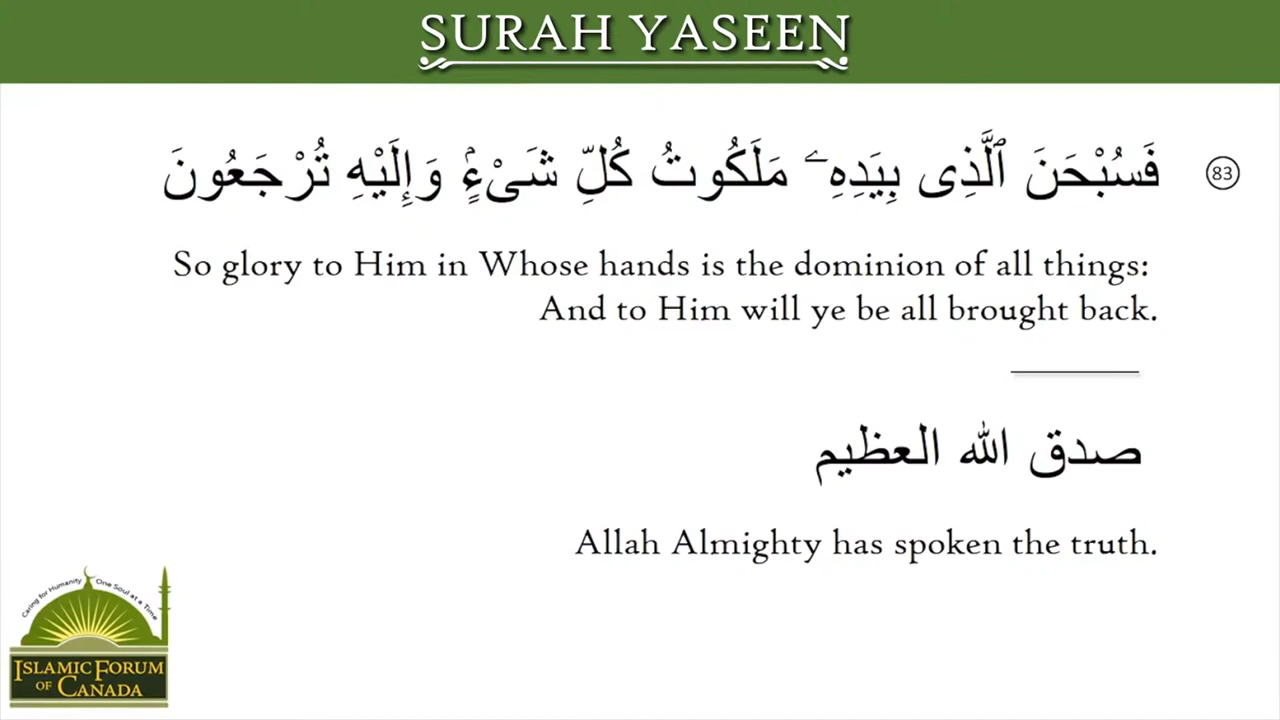 SURAH YASEEN
فَسُبْحَنَ ٱلَّذِى بِيَدِهِۦ مَلَكُوتُ كُلِّ شَىْءٍۢ وَإِلَيْهِ تُرْجَعُونَ 83
So glory to Him in Whose hands is the dominion of all things:
And to Him will ye be all brought back.
صدق الله العظيم
Allah Almighty has spoken the truth.
Caring for Humanity One Soul at a Time
ISLAMIC FORUM
OF CANADA